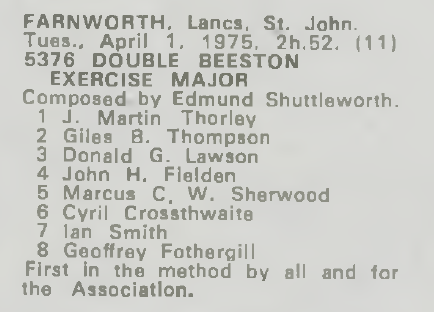 FARNWORTH, Lancs, St. John.
Tues., April 1, 1975, 2h.52. (11)
5376 DOUBLE BEESTON
EXERCISE MAJOR
Composed by Edmund Shuttleworth.
1 J. Martin Thorley
2 Giles B. Thompson
3 Donald G. Lawson
4 John H. Fielden
5 Marcus C. W. Sherwood
6 Cyril Crossthwaite
7 Ian Smith
8 Geoffrey Fothergill
First in the method by all and for
the Association.